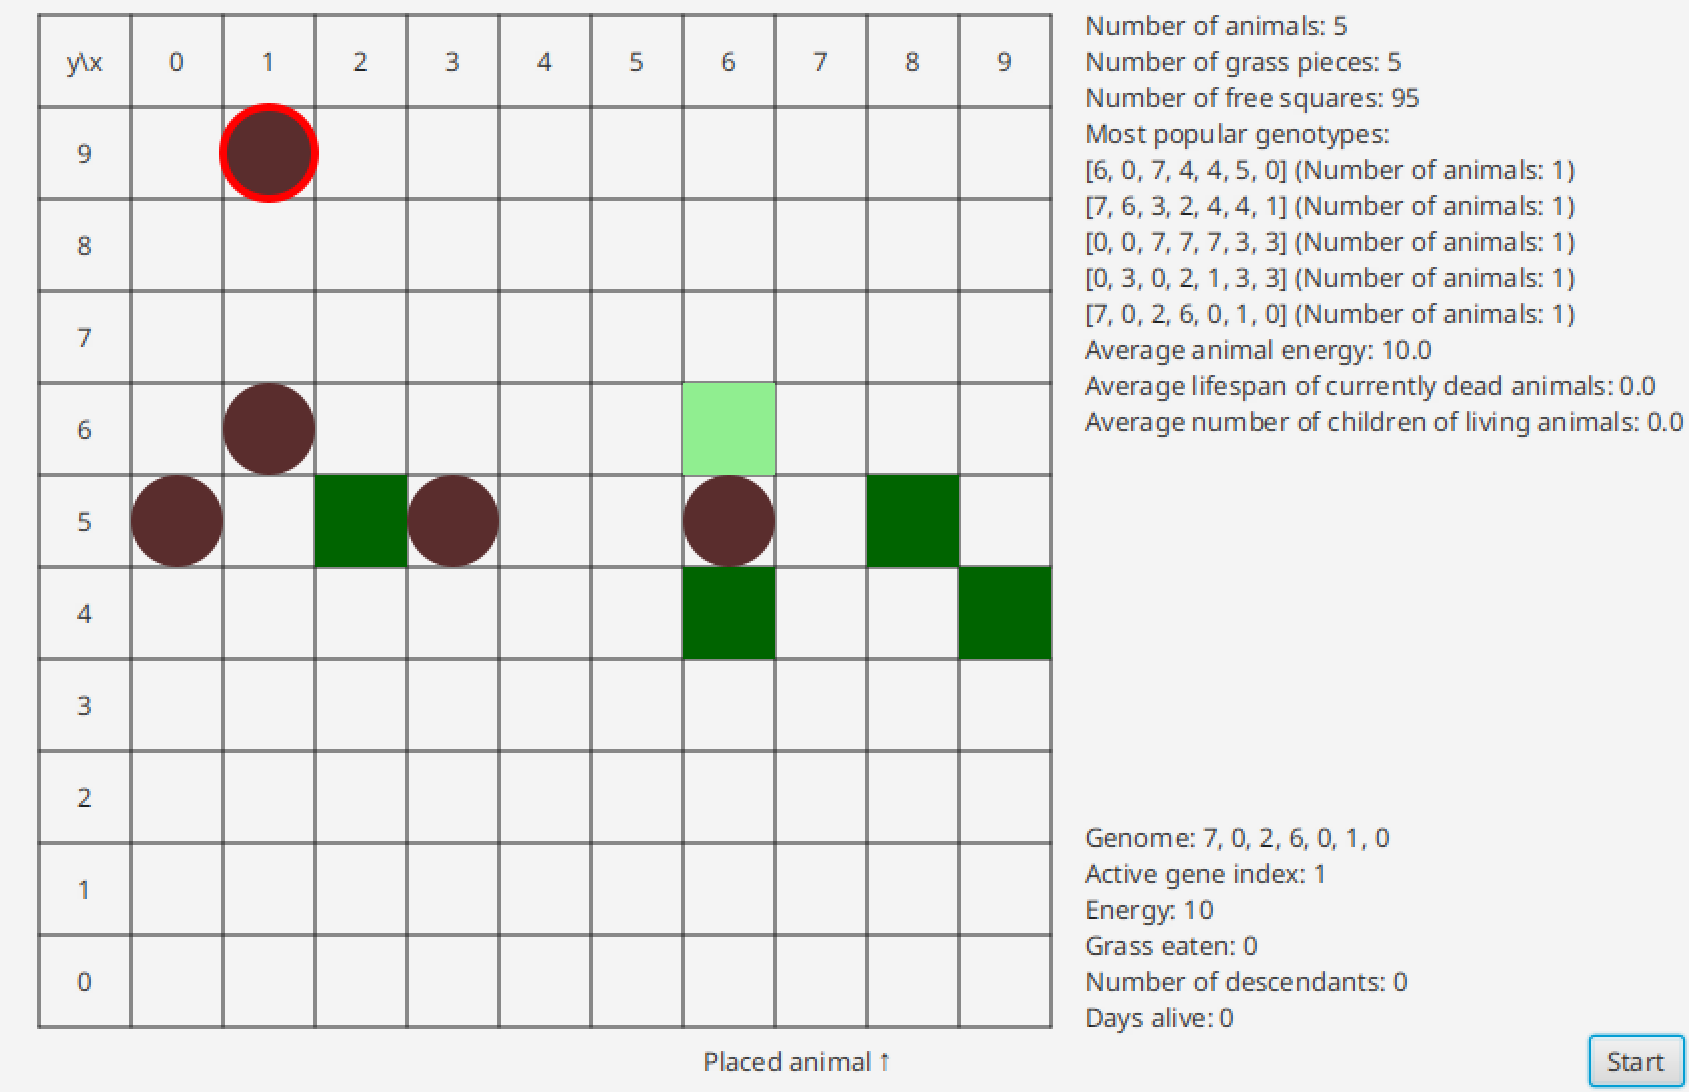 y\x 0 1 2 3 4 5 6 7 8 9
9
8
7
6
5
4
3
2
1
0
Placed animal ↑
Number of animals: 5
Number of grass pieces: 5
Number of free squares: 95
Most popular genotypes:
[6, 0, 7, 4, 4, 5, 0] (Number of animals: 1)
[7, 6, 3, 2, 4, 4, 1] (Number of animals: 1)
[0, 0, 7, 7, 7, 3, 3] (Number of animals: 1)
[0, 3, 0, 2, 1, 3, 3] (Number of animals: 1)
[7, 0, 2, 6, 0, 1, 0] (Number of animals: 1)
Average animal energy: 10.0
Average lifespan of currently dead animals: 0.0
Average number of children of living animals: 0.0
Genome: 7, 0, 2, 6, 0, 1, 0
Active gene index: 1
Energy: 10
Grass eaten: 0
Number of descendants: 0
Days alive: 0
Start